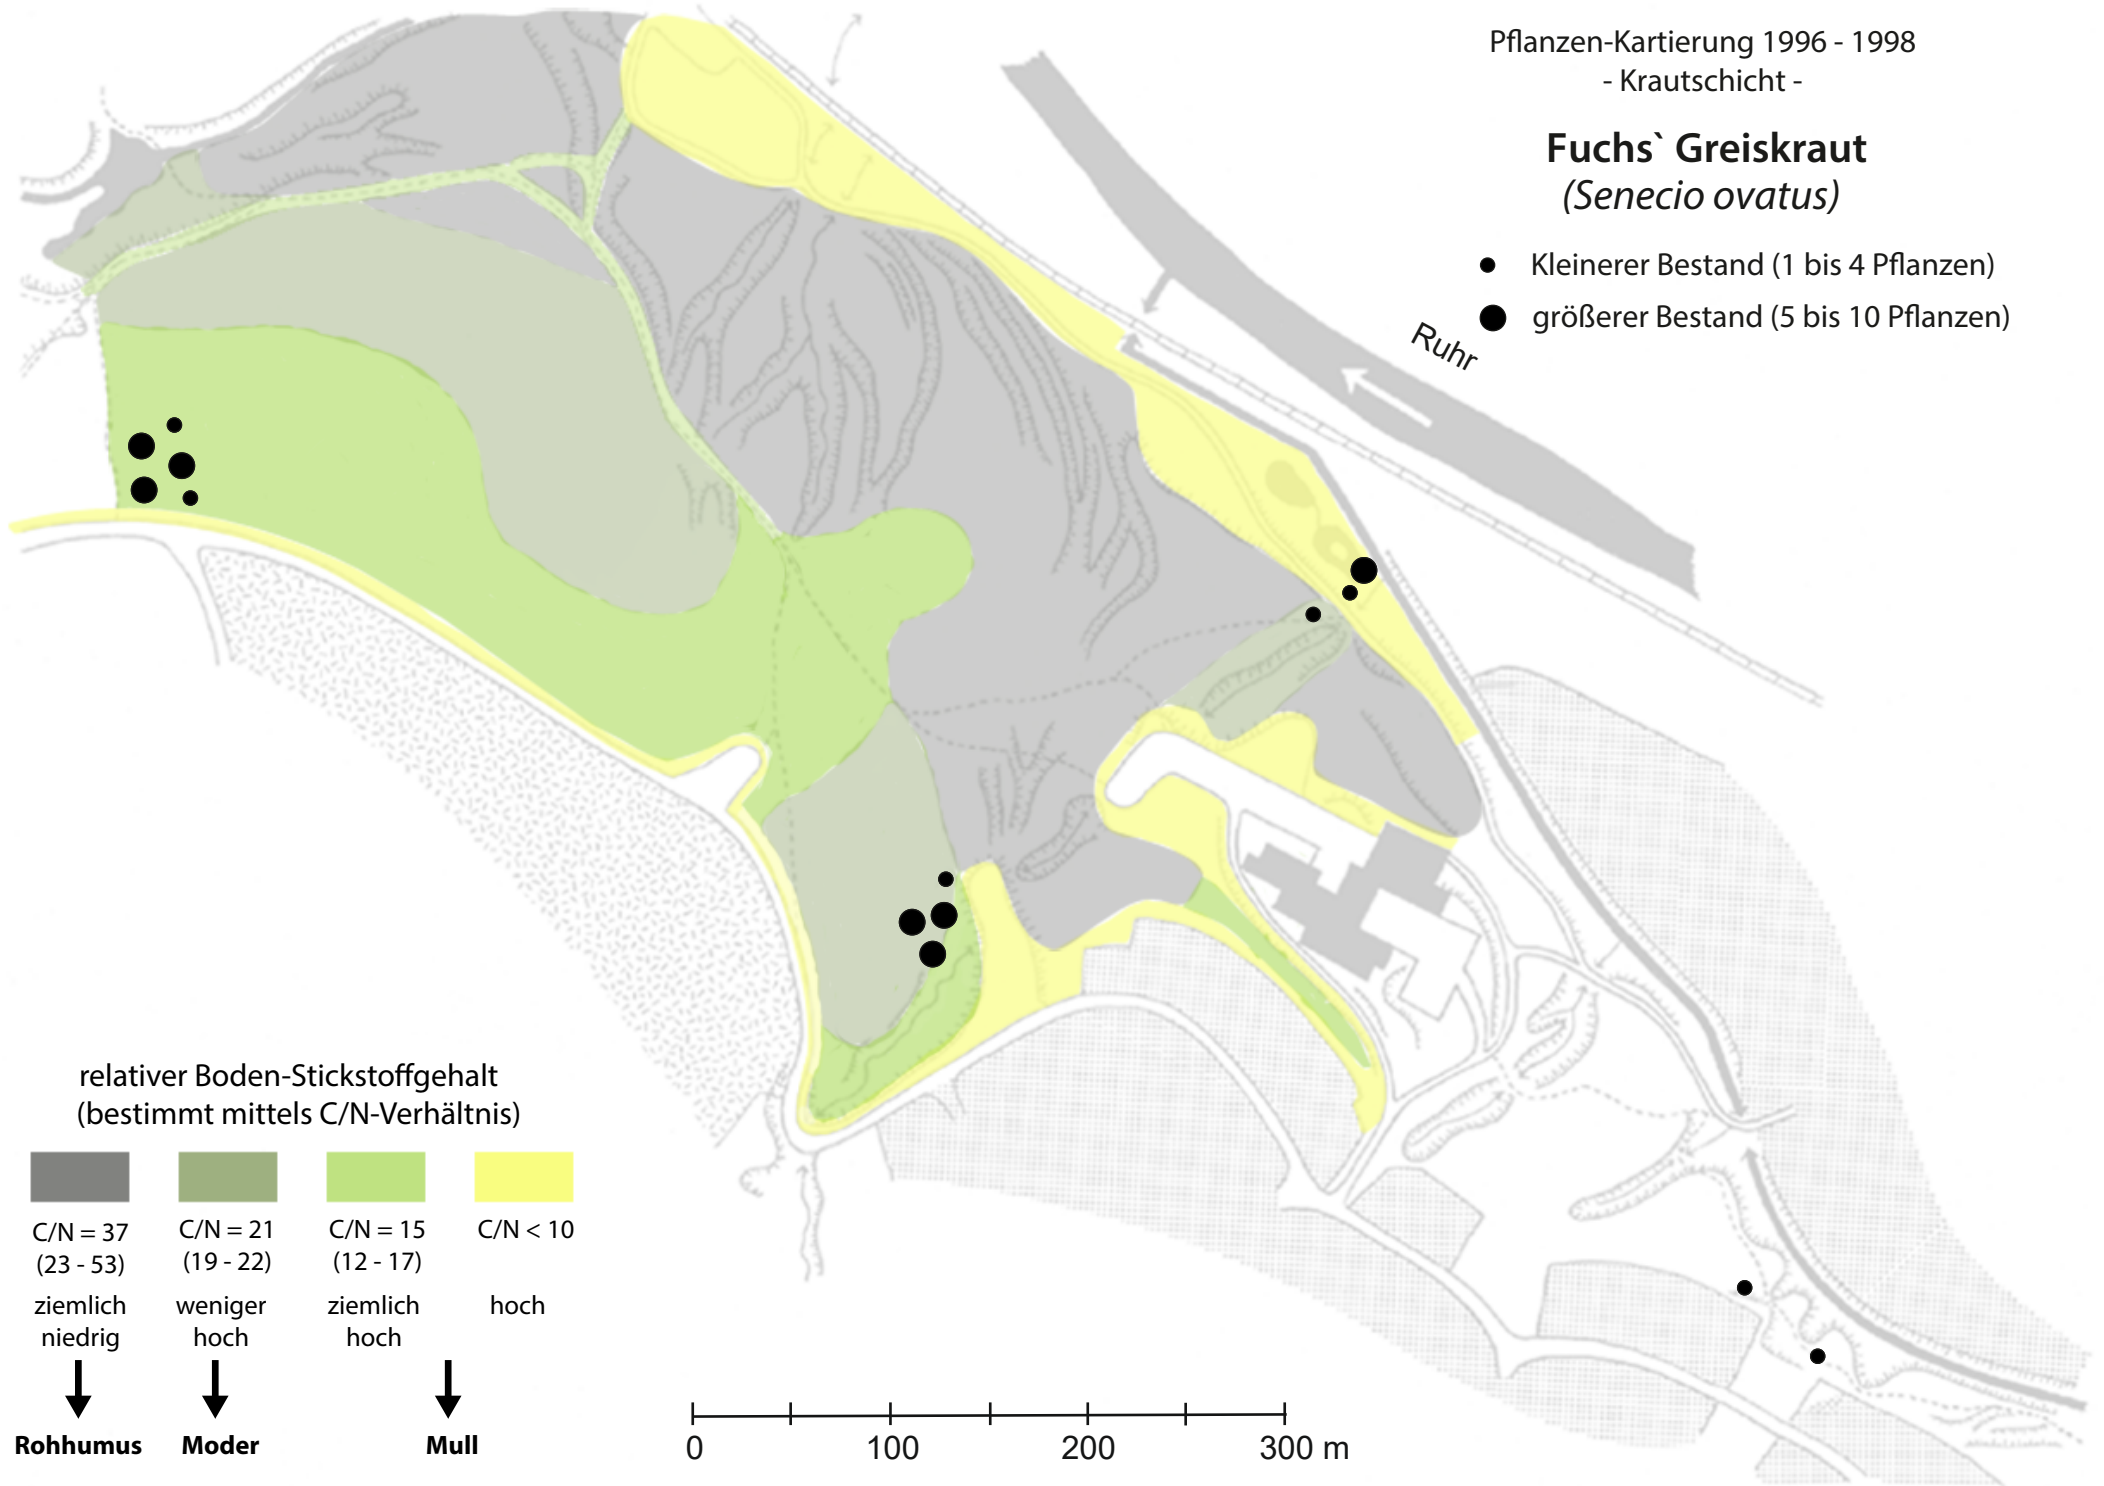 Pflanzen-Kartierung 1996 - 1998
- Krautschicht -
Fuchs` Greiskraut
(Senecio ovatus)
Kleinerer Bestand (1 bis 4 Pflanzen)
größerer Bestand (5 bis 10 Pflanzen)
Ruhr
relativer Boden-Stickstoffgehalt
(bestimmt mittels C/N-Verhältnis)
C/N = 37 C/N = 21 C/N = 15 C/N < 10
(23 - 53) (19 - 22) (12 - 17)
ziemlich weniger ziemlich hoch
niedrig hoch hoch
Rohhumus Moder Mull
0 100 200 300 m